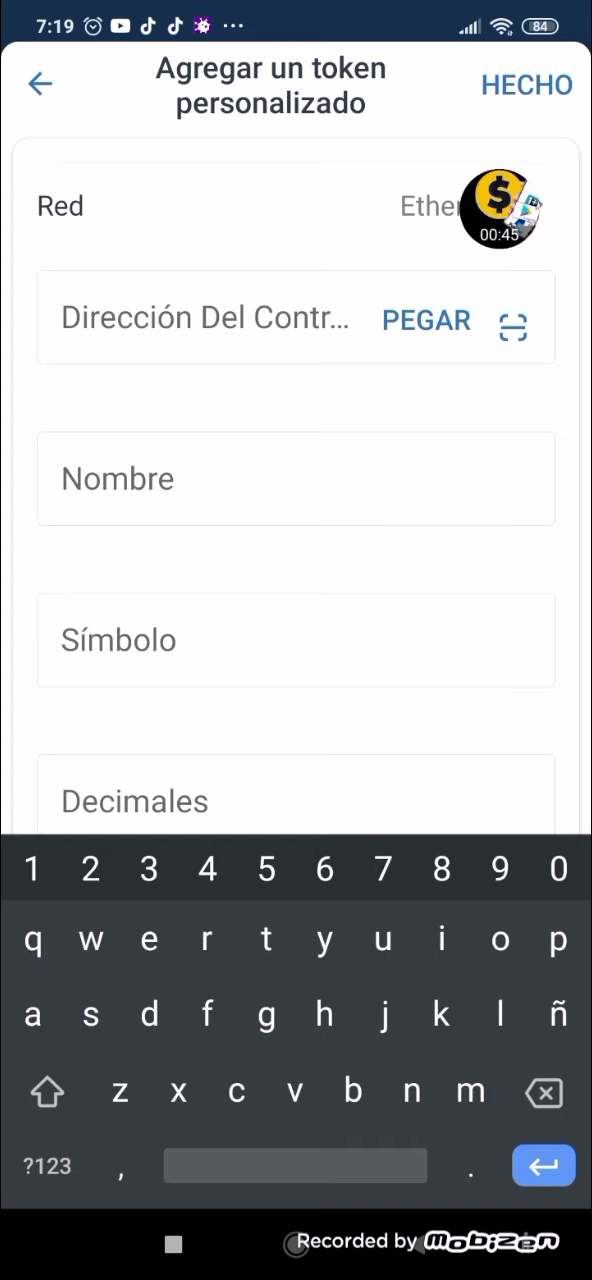 7:19 84
Agregar un token
personalizado
HECHO
Red
00:45
Dirección Del Contr... PEGAR
Nombre
Símbolo
Decimales
1 2 3 4 5 6 7 8 9 0
q w e r t y u i o p
a s d f g h j k l ñ
z x c v b n m
?123 , .
Recorded by mobizen